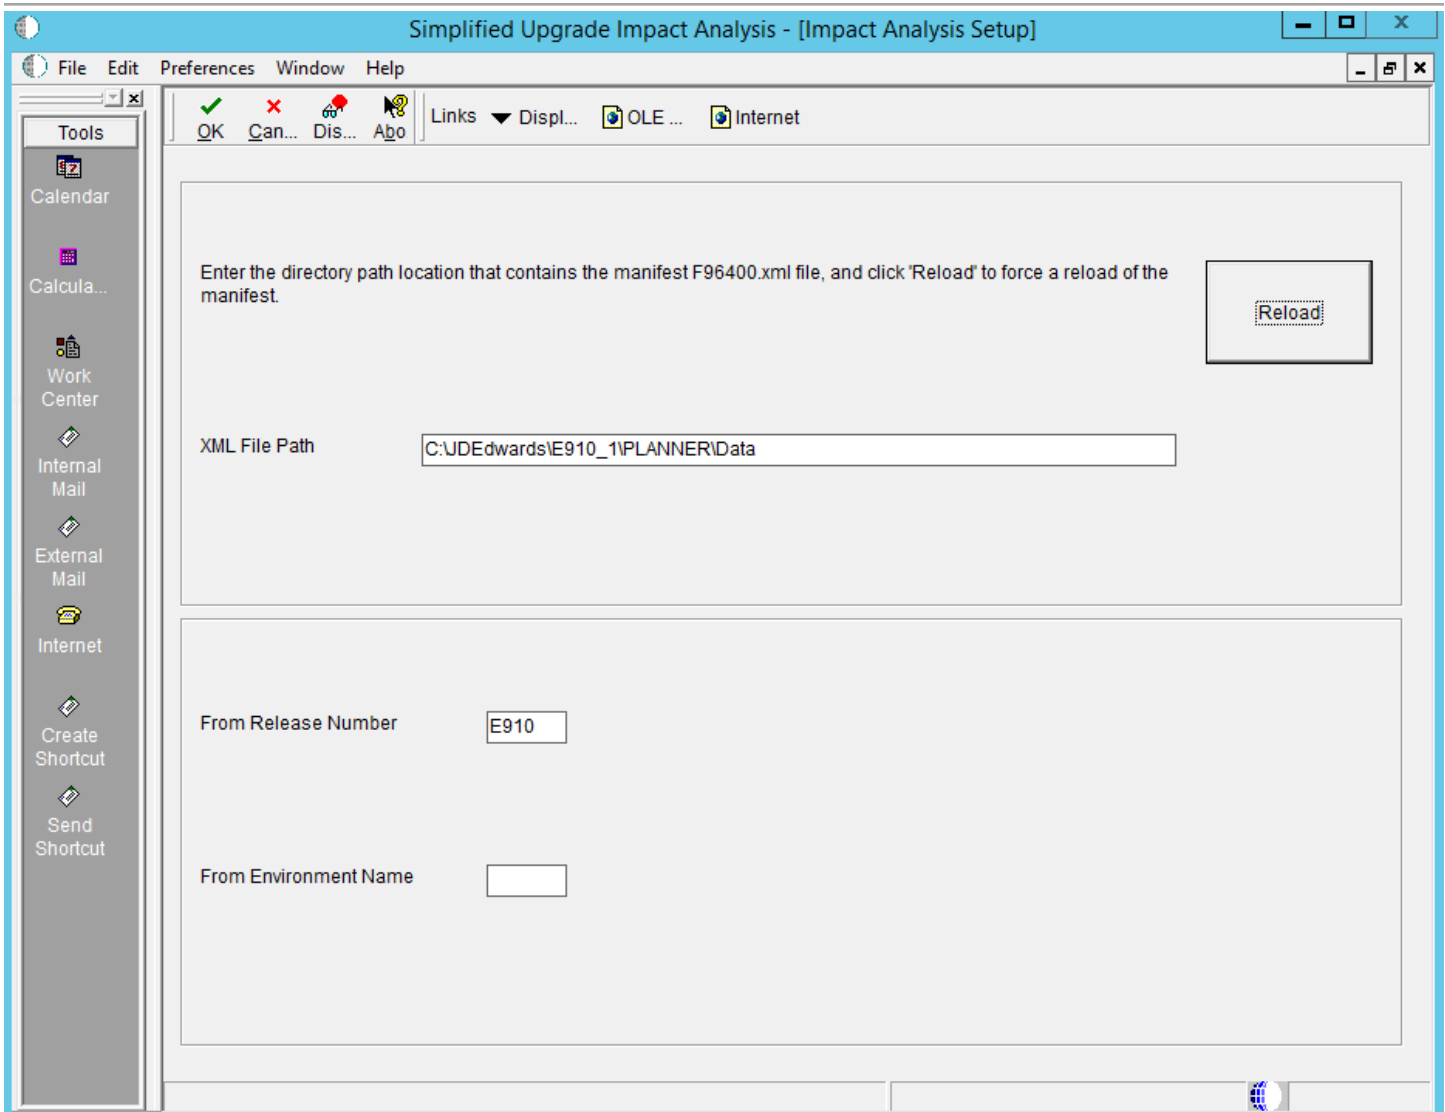 Simplified Upgrade Impact Analysis - [Impact Analysis Setup]
File Edit Preferences Window Help
Tools
OK Can... Dis... Abo Links Displ... OLE ... Internet
Calendar
Calcula...
Work
Center
Internal
Mail
External
Mail
Internet
Create
Shortcut
Send
Shortcut
Enter the directory path location that contains the manifest F96400.xml file, and click 'Reload' to force a reload of the
manifest.
Reload
XML File Path C:\JDEdwards\E910_1\PLANNER\Data
From Release Number E910
From Environment Name